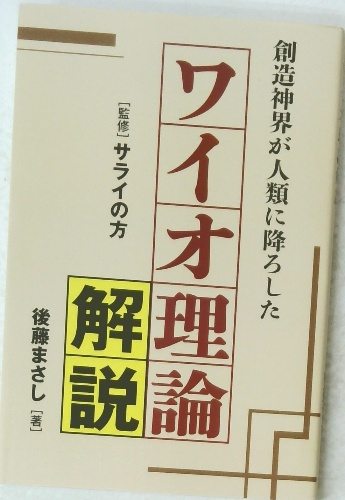 創造神界が人類に降ろした
ワイオ理論
解説
[監修]サライの方
後藤まさし[著]